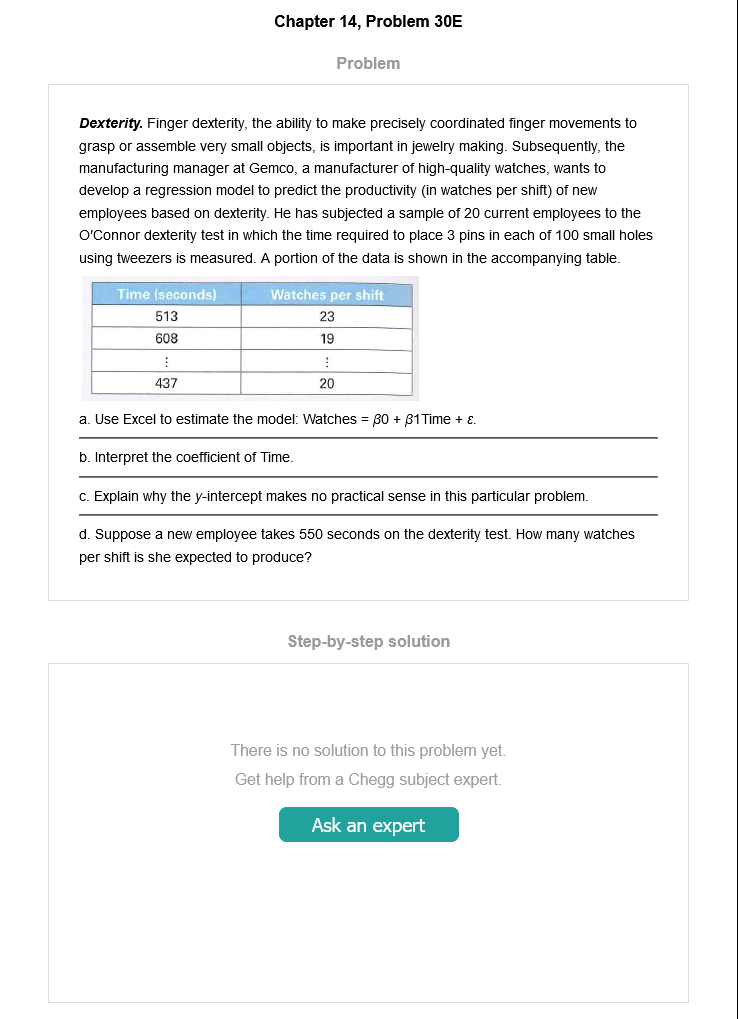 Chapter 14, Problem 30E
Problem
Dexterity. Finger dexterity, the ability to make precisely coordinated finger movements to
grasp or assemble very small objects, is important in jewelry making. Subsequently, the
manufacturing manager at Gemco, a manufacturer of high-quality watches, wants to
develop a regression model to predict the productivity (in watches per shift) of new
employees based on dexterity. He has subjected a sample of 20 current employees to the
O'Connor dexterity test in which the time required to place 3 pins in each of 100 small holes
using tweezers is measured. A portion of the data is shown in the accompanying table.
Time (seconds) Watches per shift
513 23
608 19
⋮ ⋮
437 20
a. Use Excel to estimate the model: Watches = β0 + β1Time + ε.
b. Interpret the coefficient of Time.
c. Explain why the y-intercept makes no practical sense in this particular problem.
d. Suppose a new employee takes 550 seconds on the dexterity test. How many watches
per shift is she expected to produce?
Step-by-step solution
There is no solution to this problem yet.
Get help from a Chegg subject expert.
Ask an expert